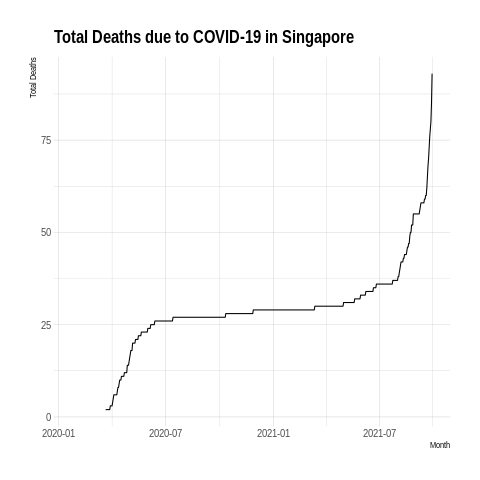 Total Deaths due to COVID-19 in Singapore
Total Deaths
75
50
25
0
2020-01 2020-07 2021-01 2021-07
Month